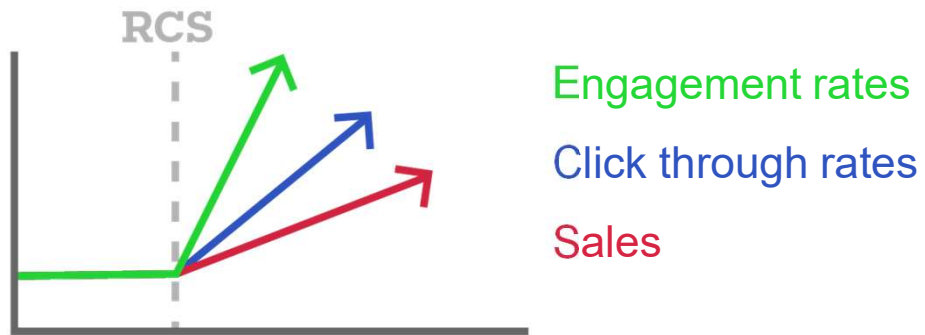 RCS
Engagement rates
Click through rates
Sales